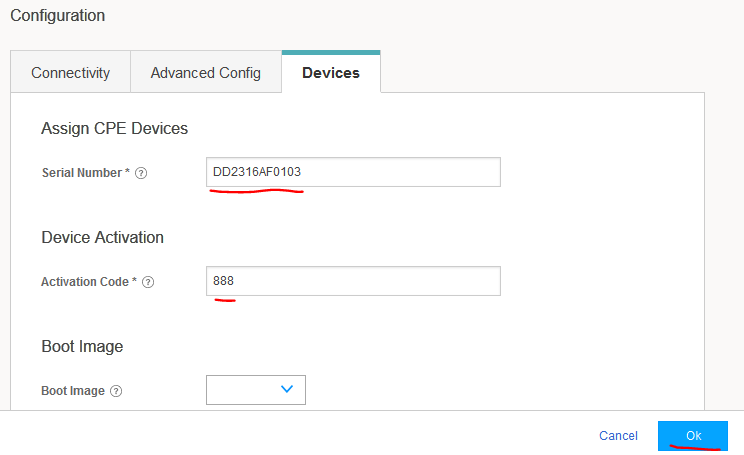 Configuration
Connectivity Advanced Config Devices
Assign CPE Devices
Serial Number * ? DD2316AF0103
Device Activation
Activation Code * ? 888
Boot Image
Boot Image ?
Cancel Ok